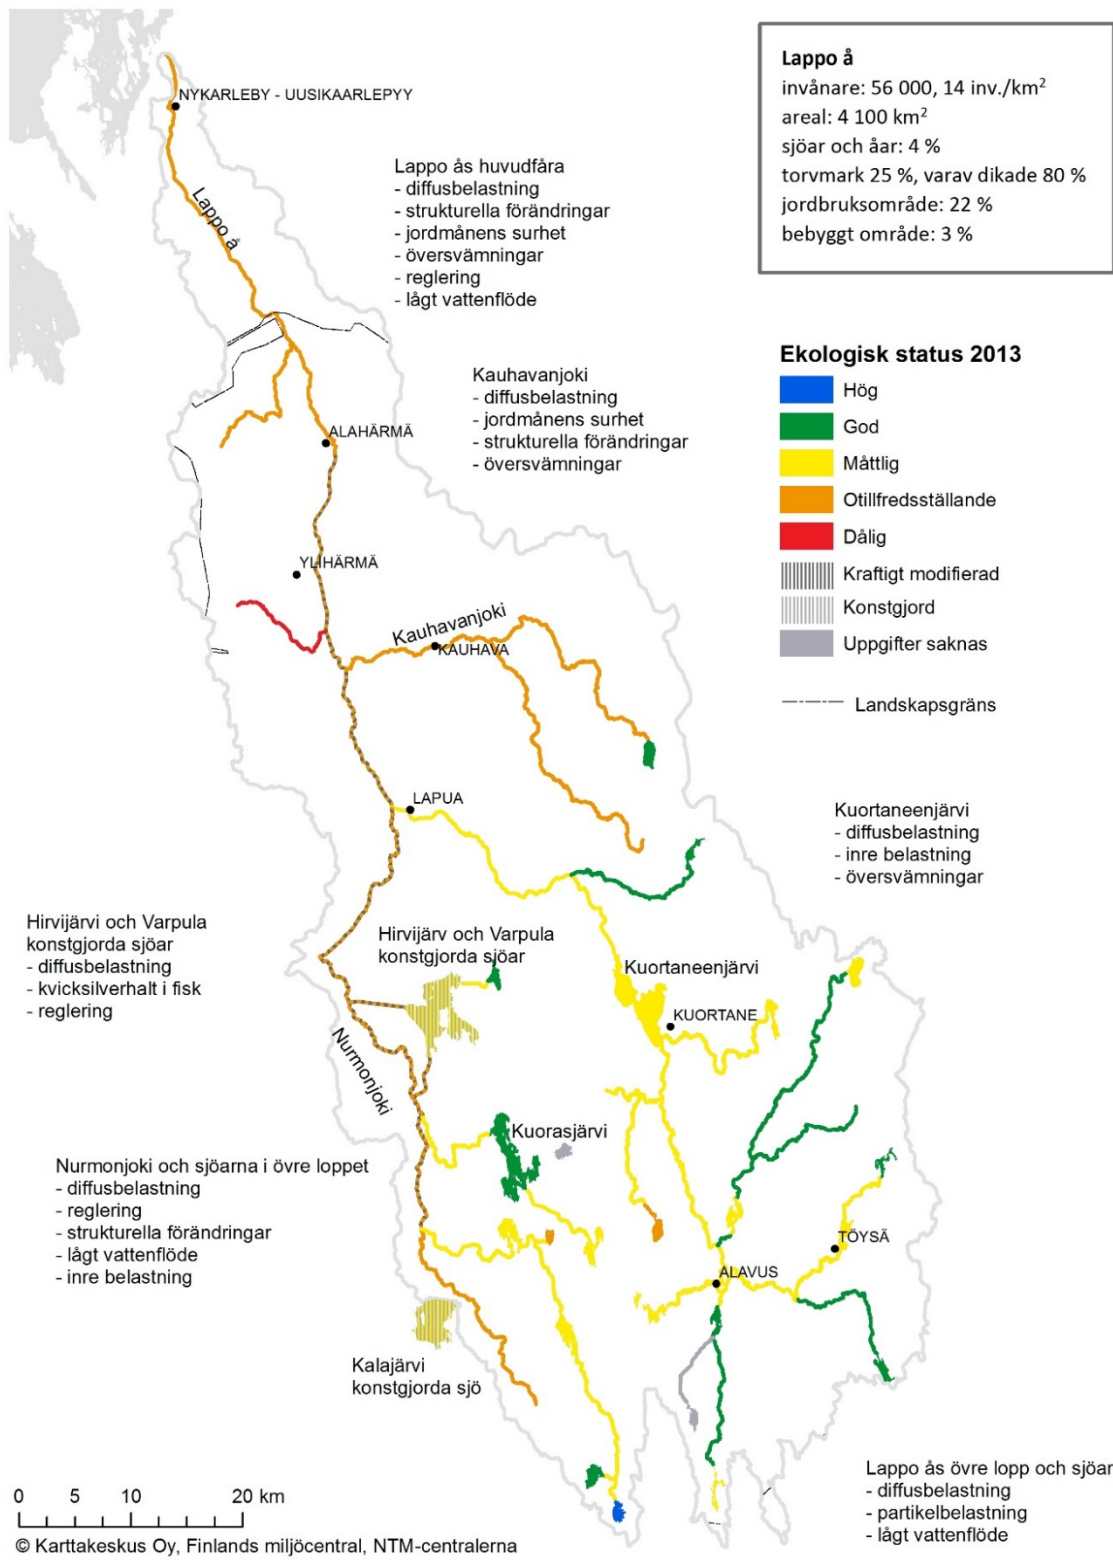 NYKARLEBY - UUSIKAARLEPYY
Lappo å
Lappo å
invånare: 56 000, 14 inv./km²
areal: 4 100 km²
sjöar och åar: 4 %
torvmark 25 %, varav dikade 80 %
jordbruksområde: 22 %
bebyggt område: 3 %
Lappo ås huvudfåra
- diffusbelastning
- strukturella förändringar
- jordmånens surhet
- översvämningar
- reglering
- lågt vattenflöde
Ekologisk status 2013
Hög
God
Måttlig
Otillfredsställande
Dålig
Kraftigt modifierad
Konstgjord
Uppgifter saknas
Landskapsgräns
Kauhavanjoki
- diffusbelastning
- jordmånens surhet
- strukturella förändringar
- översvämningar
ALAHÄRMÄ
YLIHÄRMÄ
Kauhavanjoki
KAUHAVA
LAPUA
Kuortaneenjärvi
- diffusbelastning
- inre belastning
- översvämningar
Hirvijärvi och Varpula
konstgjorda sjöar
- diffusbelastning
- kvicksilverhalt i fisk
- reglering
Hirvijärv och Varpula
konstgjorda sjöar
Kuortaneenjärvi
KUORTANE
Nurmonjoki
Kuorasjärvi
Nurmonjoki och sjöarna i övre loppet
- diffusbelastning
- reglering
- strukturella förändringar
- lågt vattenflöde
- inre belastning
TÖYSÄ
ALAVUS
Kalajärvi
konstgjorda sjö
Lappo ås övre lopp och sjöar
- diffusbelastning
- partikelbelastning
- lågt vattenflöde
0 5 10 20 km
© Karttakeskus Oy, Finlands miljöcentral, NTM-centralerna